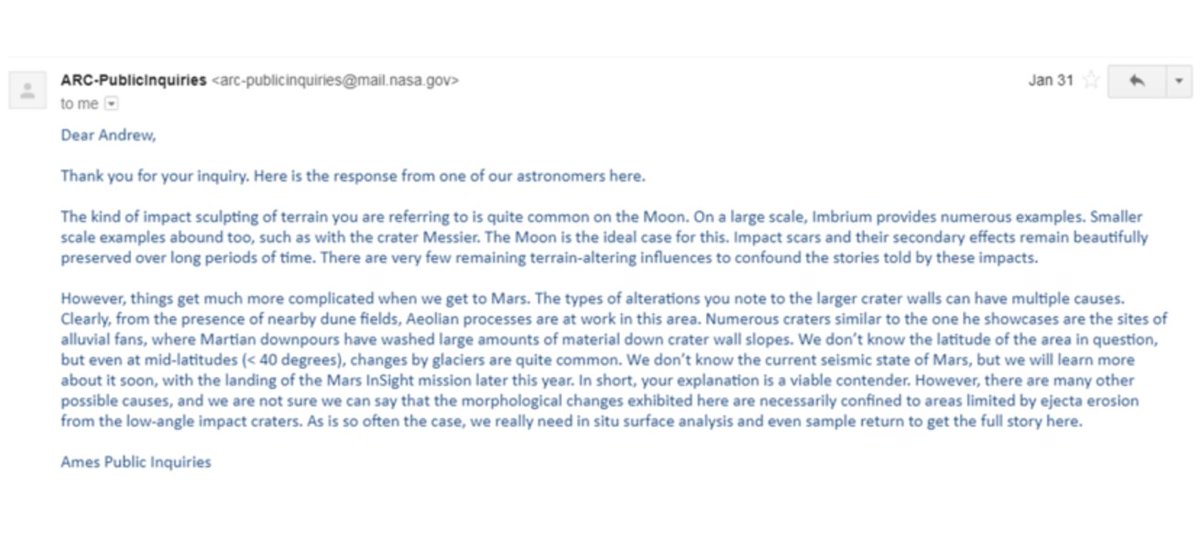 ARC-PublicInquiries <arc-publicinquiries@mail.nasa.gov> Jan 31
to me
Dear Andrew,
Thank you for your inquiry. Here is the response from one of our astronomers here.
The kind of impact sculpting of terrain you are referring to is quite common on the Moon. On a large scale, Imbrium provides numerous examples. Smaller
scale examples abound too, such as with the crater Messier. The Moon is the ideal case for this. Impact scars and their secondary effects remain beautifully
preserved over long periods of time. There are very few remaining terrain-altering influences to confound the stories told by these impacts.
However, things get much more complicated when we get to Mars. The types of alterations you note to the larger crater walls can have multiple causes.
Clearly, from the presence of nearby dune fields, Aeolian processes are at work in this area. Numerous craters similar to the one he showcases are the sites of
alluvial fans, where Martian downpours have washed large amounts of material down crater wall slopes. We don't know the latitude of the area in question,
but even at mid-latitudes (< 40 degrees), changes by glaciers are quite common. We don't know the current seismic state of Mars, but we will learn more
about it soon, with the landing of the Mars InSight mission later this year. In short, your explanation is a viable contender. However, there are many other
possible causes, and we are not sure we can say that the morphological changes exhibited here are necessarily confined to areas limited by ejecta erosion
from the low-angle impact craters. As is so often the case, we really need in situ surface analysis and even sample return to get the full story here.
Ames Public Inquiries